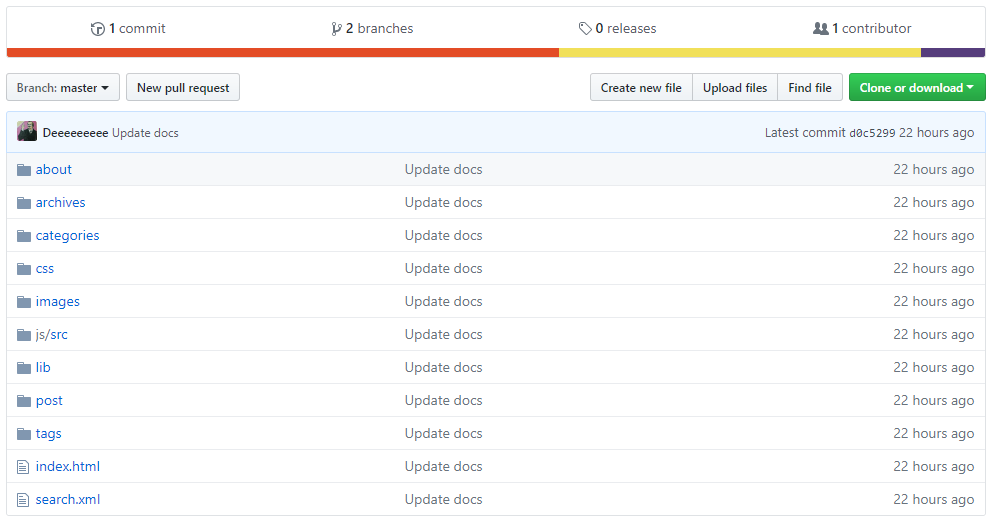 1 commit 2 branches 0 releases 1 contributor
Branch: master New pull request Create new file Upload files Find file Clone or download
Deeeeeeeee Update docs Latest commit d0c5299 22 hours ago
about Update docs 22 hours ago
archives Update docs 22 hours ago
categories Update docs 22 hours ago
css Update docs 22 hours ago
images Update docs 22 hours ago
js/src Update docs 22 hours ago
lib Update docs 22 hours ago
post Update docs 22 hours ago
tags Update docs 22 hours ago
index.html Update docs 22 hours ago
search.xml Update docs 22 hours ago